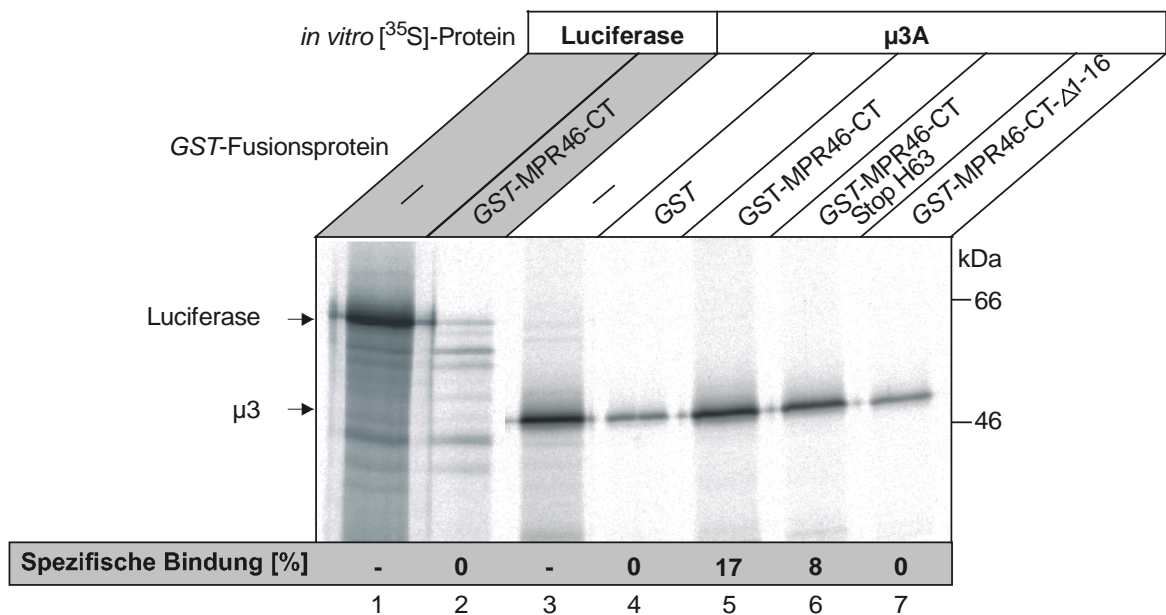 in vitro [³⁵S]-Protein Luciferase µ3A
GST-Fusionsprotein
–
GST-MPR46-CT
–
GST
GST-MPR46-CT
GST-MPR46-CT
Stop H63
GST-MPR46-CT-Δ1-16
kDa
66
Luciferase
µ3
46
Spezifische Bindung [%] - 0 - 0 17 8 0
1 2 3 4 5 6 7